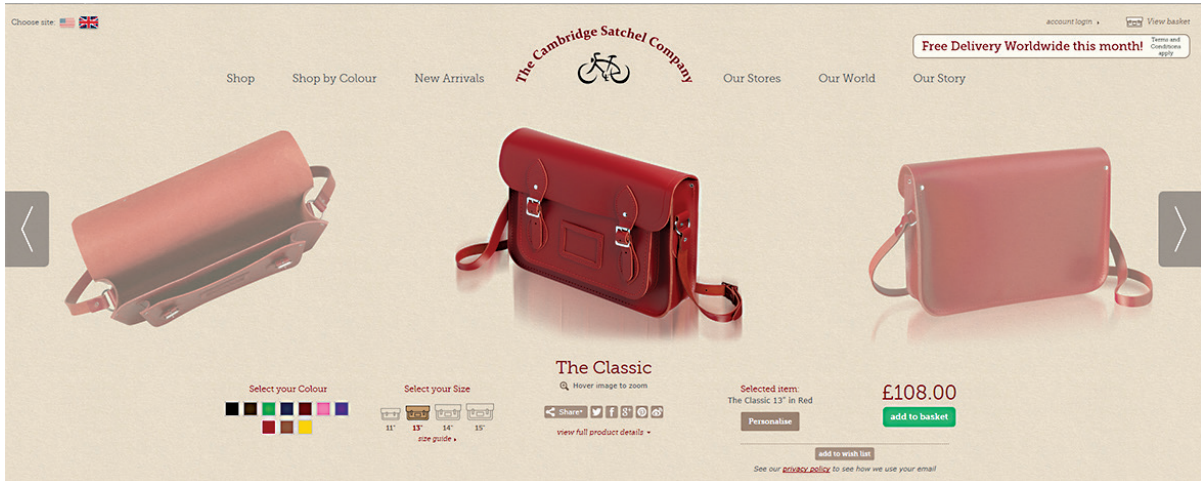 Choose site:
account login ›
View basket
The Cambridge Satchel Company
Free Delivery Worldwide this month!
Terms and
Conditions
apply
Shop
Shop by Colour
New Arrivals
Our Stores
Our World
Our Story
The Classic
Hover image to zoom
Select your Colour
Select your Size
11"
13"
14"
15"
size guide ›
Share+
view full product details
Selected item:
The Classic 13" in Red
Personalise
£108.00
add to basket
add to wish list
See our privacy policy to see how we use your email